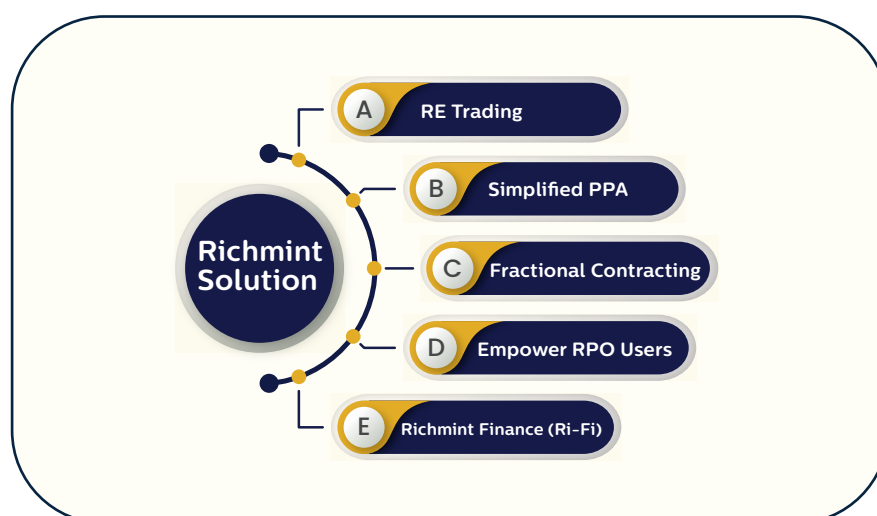 Richmint
Solution
A
RE Trading
B
Simplified PPA
C
Fractional Contracting
D
Empower RPO Users
E
Richmint Finance (Ri-Fi)